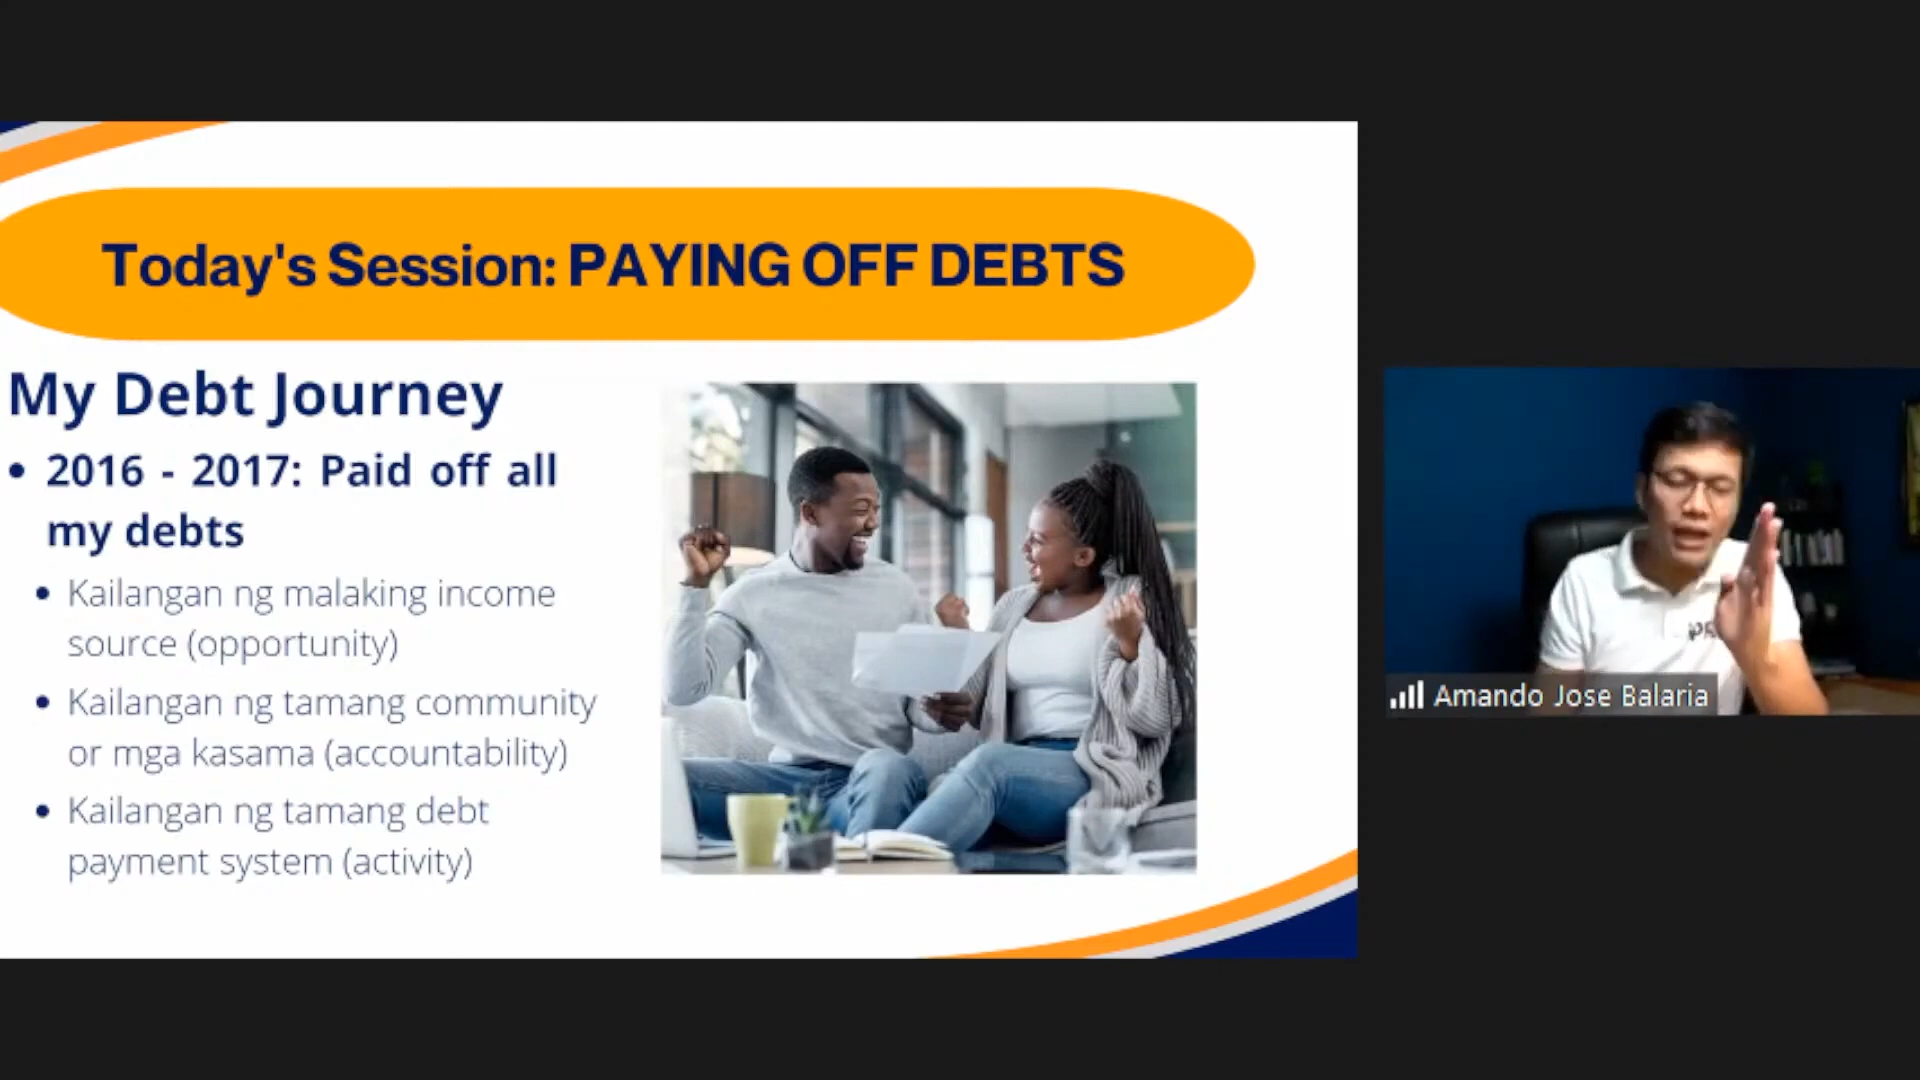 Today's Session: PAYING OFF DEBTS
My Debt Journey
• 2016 - 2017: Paid off all
my debts
• Kailangan ng malaking income
source (opportunity)
• Kailangan ng tamang community
or mga kasama (accountability)
• Kailangan ng tamang debt
payment system (activity)
Amando Jose Balaria